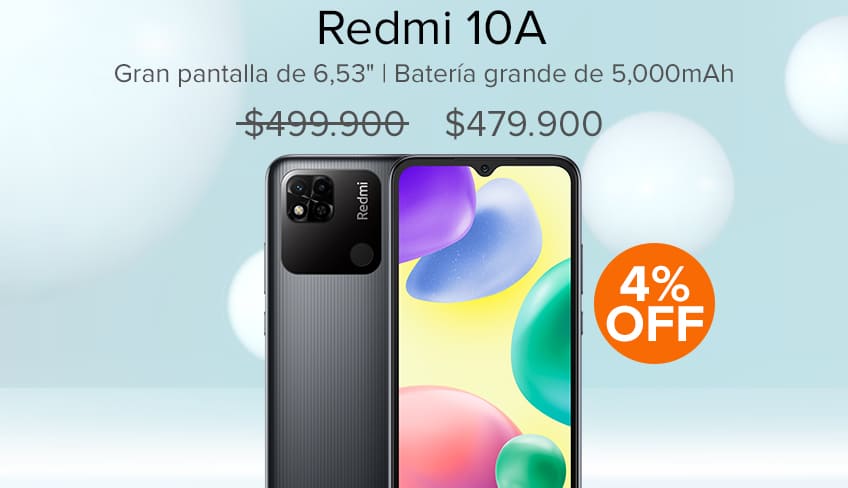 Redmi 10A
Gran pantalla de 6,53" | Batería grande de 5,000mAh
$499.900 $479.900
Redmi
4%
OFF